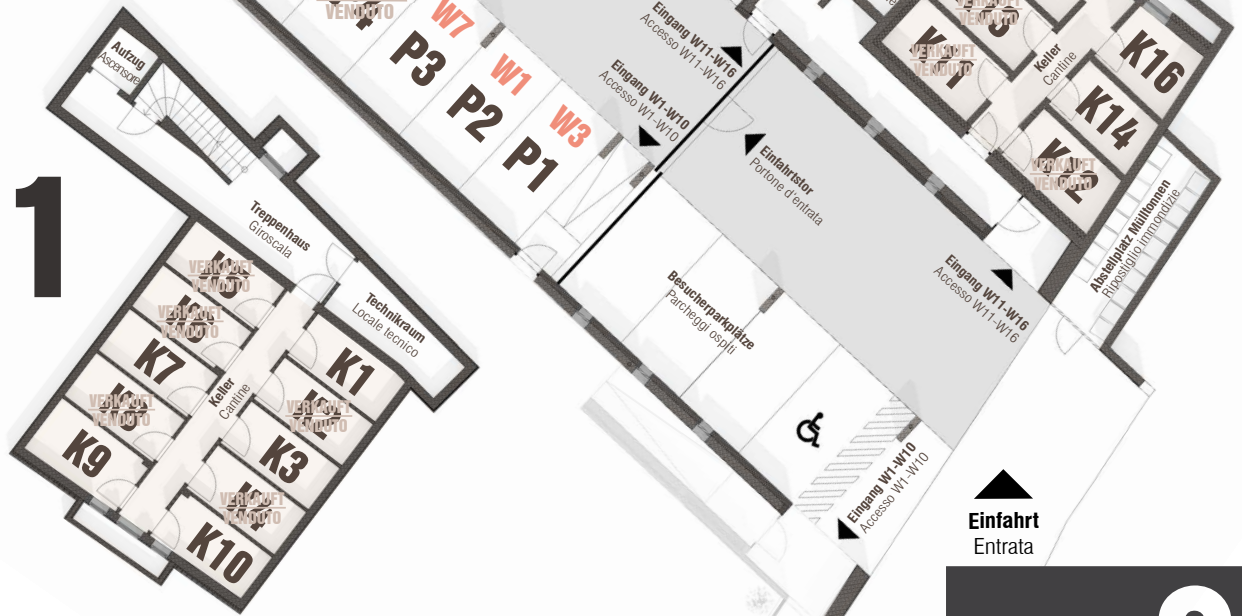 VENDUTO
W7
P3
W1
P2
W3
P1
Eingang W11-W16
Accesso W11-W16
Eingang W1-W10
Accesso W1-W10
Einfahrtstor
Portone d'entrata
VERKAUFT
VENDUTO
Keller
Cantine
K16
K14
VERKAUFT
VENDUTO
Abstellplatz Mülltonnen
Ripostiglio immondizie
Eingang W11-W16
Accesso W11-W16
Aufzug
Ascensore
1
Treppenhaus
Giroscala
Technikraum
Locale tecnico
VERKAUFT
VENDUTO
VERKAUFT
VENDUTO
K7
VERKAUFT
VENDUTO
K9
Keller
Cantine
K1
VERKAUFT
VENDUTO
K3
VERKAUFT
VENDUTO
K10
Besucherparkplätze
Parcheggi ospiti
Eingang W1-W10
Accesso W1-W10
Einfahrt
Entrata